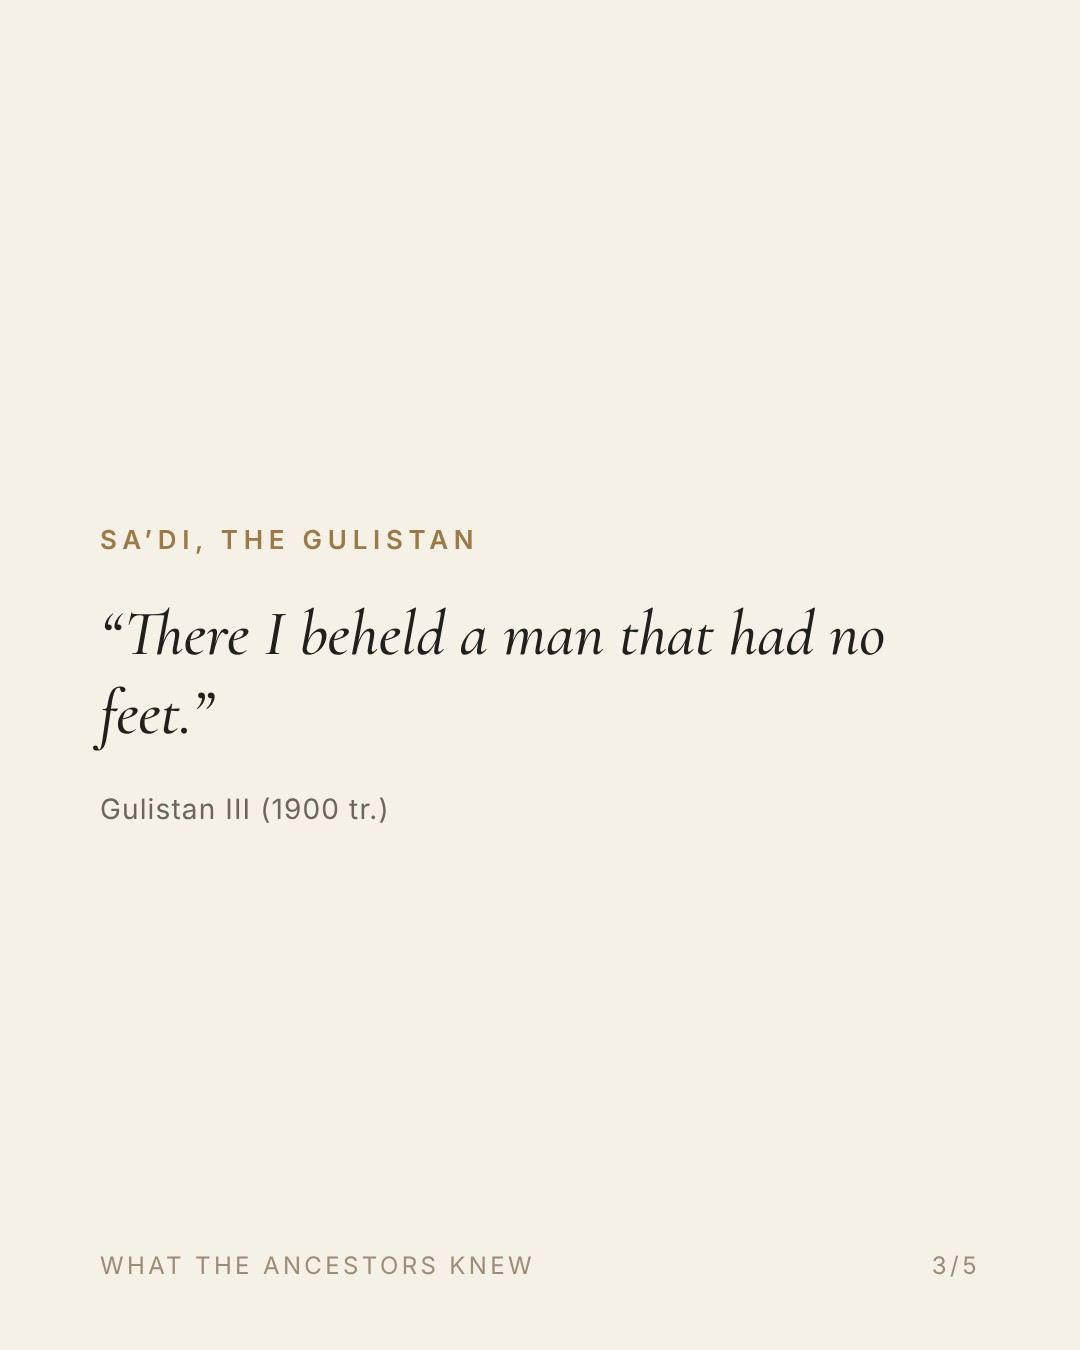 SA’DI, THE GULISTAN
“There I beheld a man that had no
feet.”
Gulistan III (1900 tr.)
WHAT THE ANCESTORS KNEW
3/5